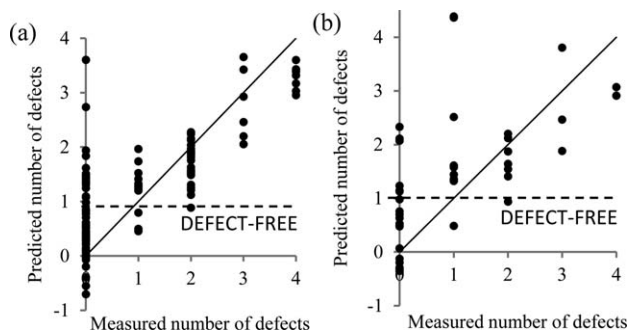 (a)
Predicted number of defects
4
3
2
1
0
-1
DEFECT-FREE
1 2 3 4
Measured number of defects
(b)
Predicted number of defects
4
3
2
1
0
-1
DEFECT-FREE
0 1 2 3 4
Measured number of defects